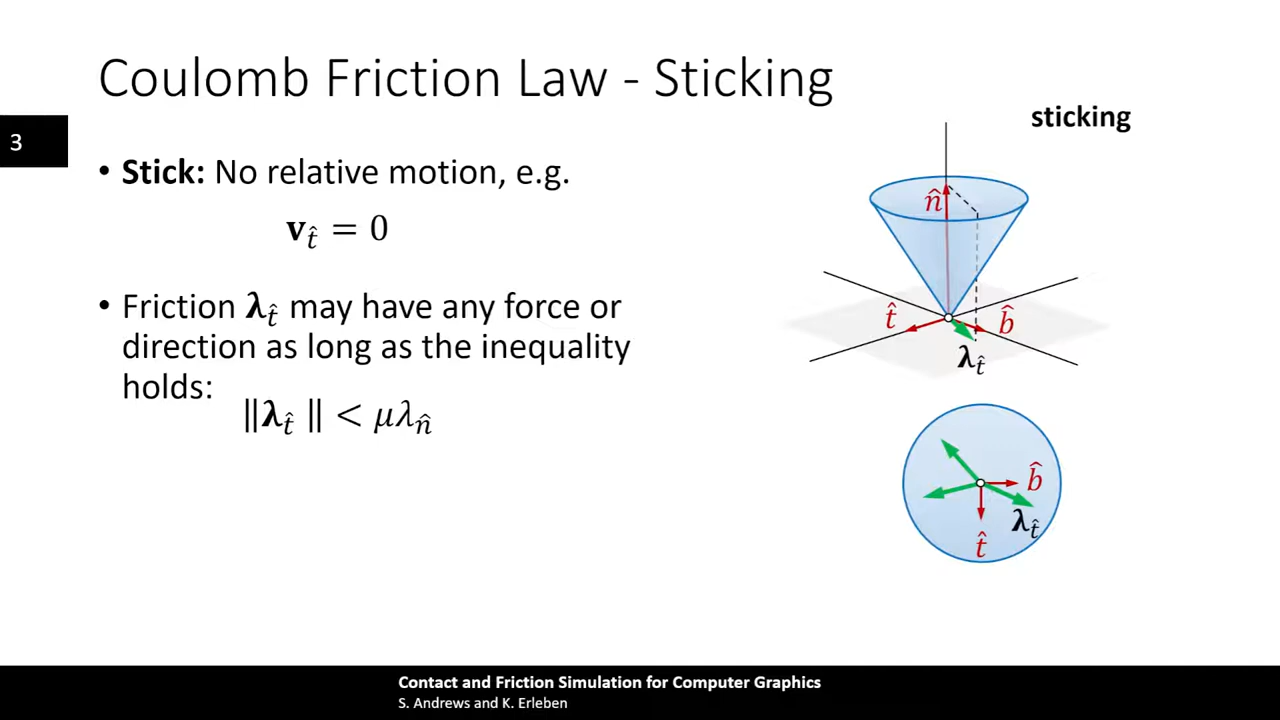 Coulomb Friction Law - Sticking
3
sticking
• Stick: No relative motion, e.g.
𝐯_t̂ = 0
• Friction 𝛌_t̂ may have any force or
direction as long as the inequality
holds:
‖𝛌_t̂ ‖ < μλ_n̂
n̂
t̂
b̂
𝛌_t̂
b̂
𝛌_t̂
t̂
Contact and Friction Simulation for Computer Graphics
S. Andrews and K. Erleben